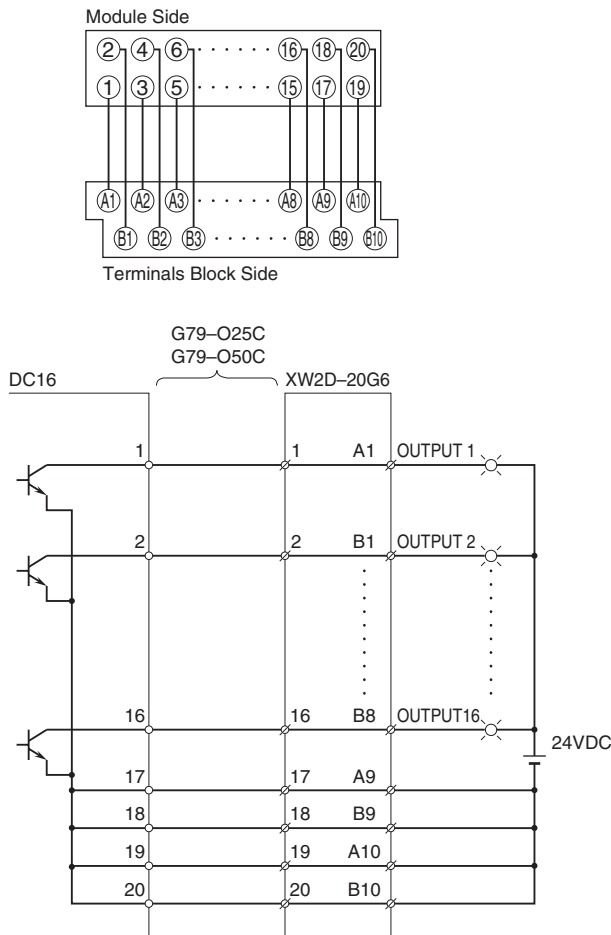 Module Side
2 4 6 · · · · · · 16 18 20
1 3 5 · · · · · · 15 17 19
A1 A2 A3 · · · · · · A8 A9 A10
B1 B2 B3 · · · · · · B8 B9 B10
Terminals Block Side
G79–O25C
G79–O50C
DC16 XW2D–20G6
1 1 A1 OUTPUT 1
2 2 B1 OUTPUT 2
16 16 B8 OUTPUT16
24VDC
17 17 A9
18 18 B9
19 19 A10
20 20 B10